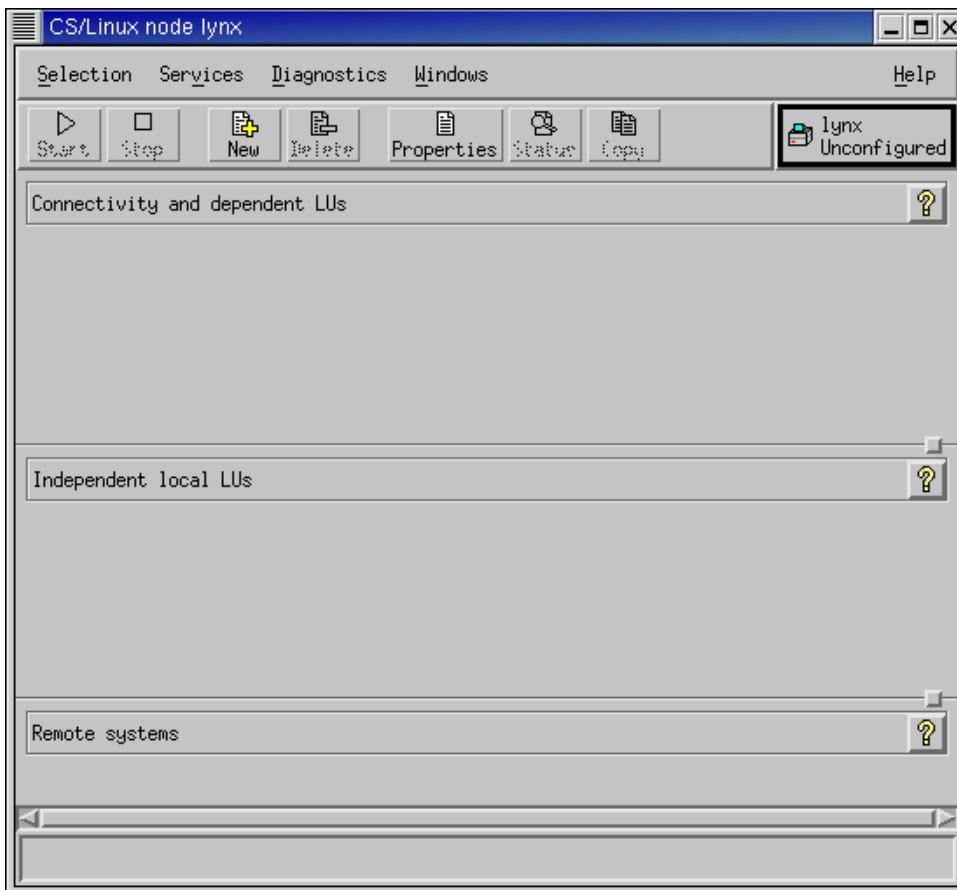 CS/Linux node lynx
Selection Services Diagnostics Windows Help
Start Stop New Delete Properties Status Copy
lynx
Unconfigured
Connectivity and dependent LUs
Independent local LUs
Remote systems